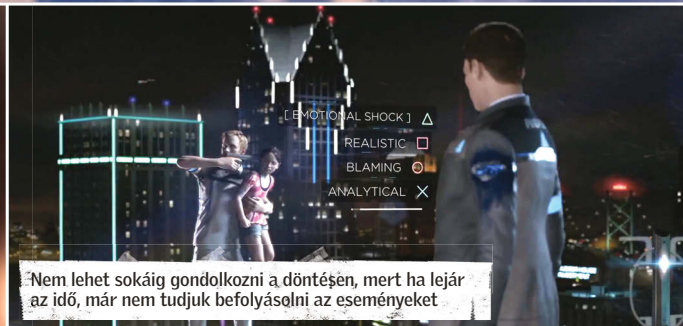 [ EMOTIONAL SHOCK ] △
REALISTIC □
BLAMING ○
ANALYTICAL ✕
Nem lehet sokáig gondolkozni a döntésen, mert ha lejár
az idő, már nem tudjuk befolyásolni az eseményeket